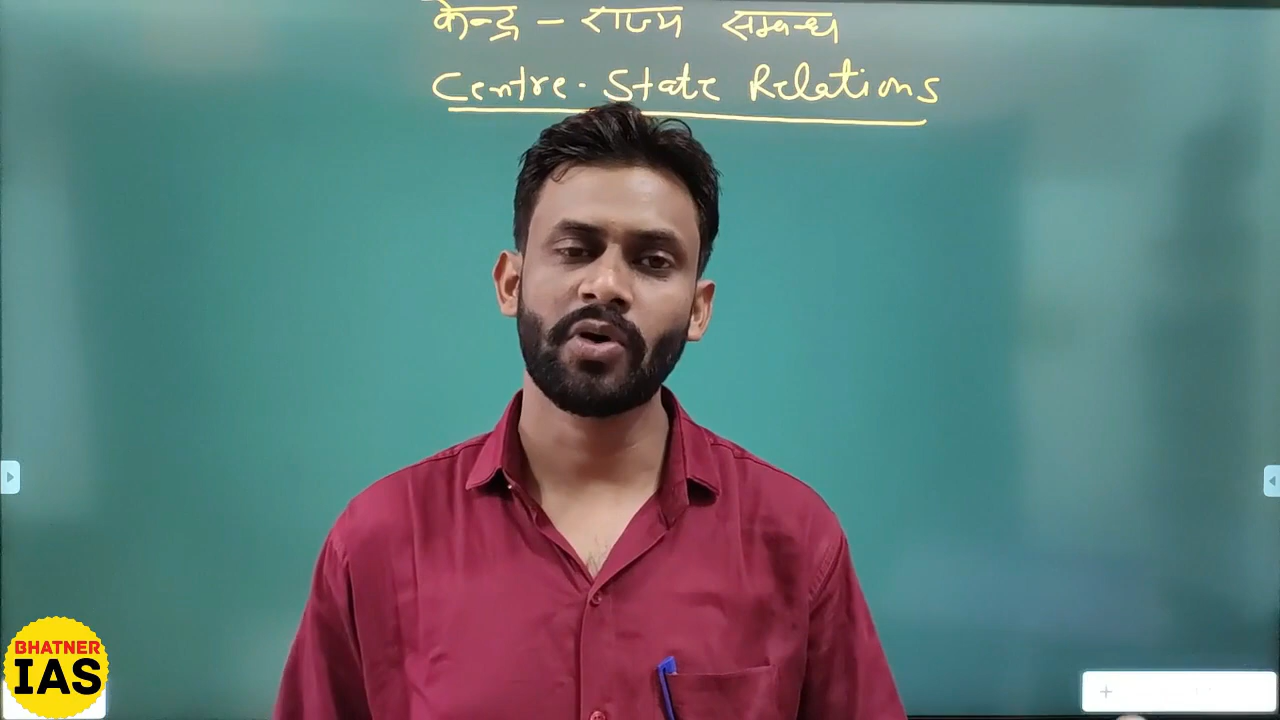 केन्द्र - राज्य सम्बन्ध
Centre-State Relations
BHATNER
IAS